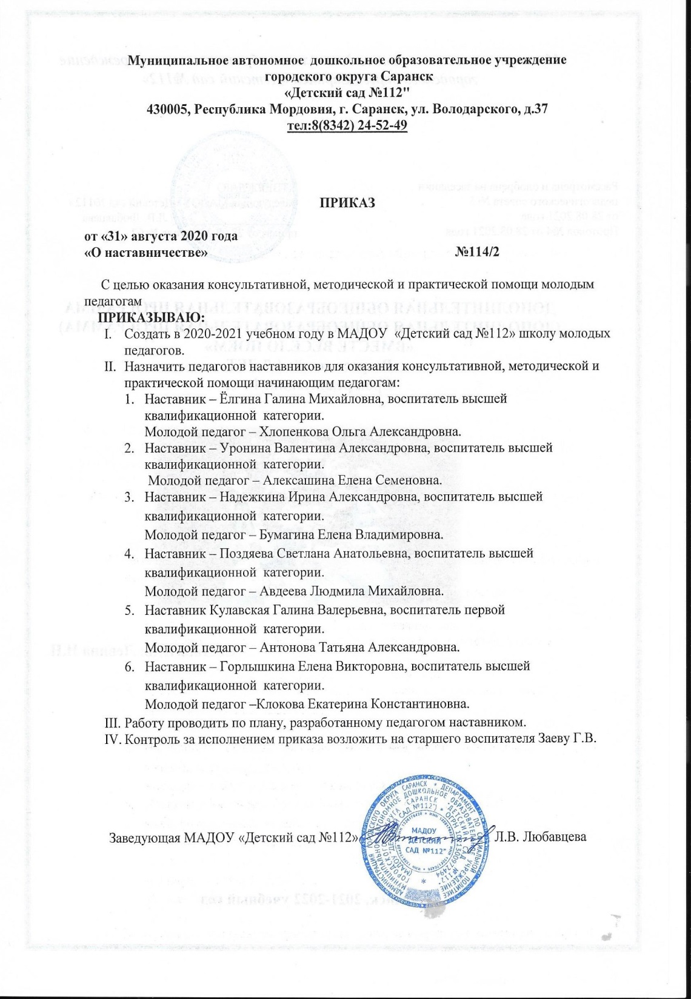 Муниципальное автономное дошкольное образовательное учреждение
городского округа Саранск
«Детский сад №112"
430005, Республика Мордовия, г. Саранск, ул. Володарского, д.37
тел:8(8342) 24-52-49
ПРИКАЗ
от «31» августа 2020 года
«О наставничестве» №114/2
С целью оказания консультативной, методической и практической помощи молодым
педагогам
ПРИКАЗЫВАЮ:
I. Создать в 2020-2021 учебном году в МАДОУ «Детский сад №112» школу молодых
педагогов.
II. Назначить педагогов наставников для оказания консультативной, методической и
практической помощи начинающим педагогам:
1. Наставник – Ёлгина Галина Михайловна, воспитатель высшей
квалификационной категории.
Молодой педагог – Хлопенкова Ольга Александровна.
2. Наставник – Уронина Валентина Александровна, воспитатель высшей
квалификационной категории.
Молодой педагог – Алексашина Елена Семеновна.
3. Наставник – Надежкина Ирина Александровна, воспитатель высшей
квалификационной категории.
Молодой педагог – Бумагина Елена Владимировна.
4. Наставник – Поздяева Светлана Анатольевна, воспитатель высшей
квалификационной категории.
Молодой педагог – Авдеева Людмила Михайловна.
5. Наставник Кулавская Галина Валерьевна, воспитатель первой
квалификационной категории.
Молодой педагог – Антонова Татьяна Александровна.
6. Наставник – Горлышкина Елена Викторовна, воспитатель высшей
квалификационной категории.
Молодой педагог –Клокова Екатерина Константиновна.
III. Работу проводить по плану, разработанному педагогом наставником.
IV. Контроль за исполнением приказа возложить на старшего воспитателя Заеву Г.В.
Заведующая МАДОУ «Детский сад №112» Л.В. Любавцева
МАДОУ
"ДЕТСКИЙ
САД №112"